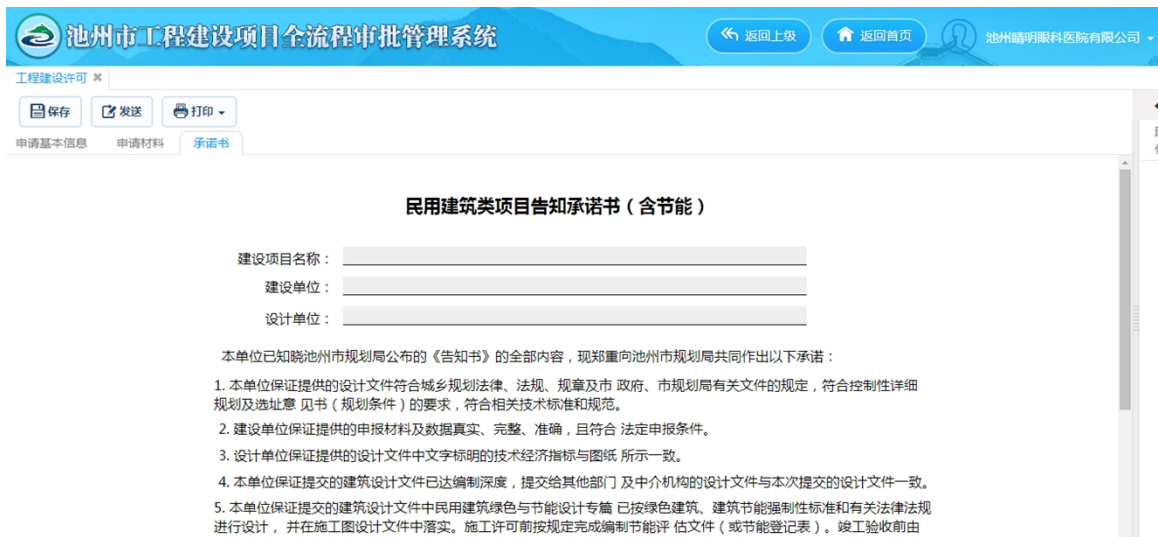 池州市工程建设项目全流程审批管理系统
返回上级
返回首页
池州睛明眼科医院有限公司
工程建设许可
保存
发送
打印
申请基本信息
申请材料
承诺书
民用建筑类项目告知承诺书（含节能）
建设项目名称：
建设单位：
设计单位：
本单位已知晓池州市规划局公布的《告知书》的全部内容，现郑重向池州市规划局共同作出以下承诺：
1. 本单位保证提供的设计文件符合城乡规划法律、法规、规章及市 政府、市规划局有关文件的规定，符合控制性详细
规划及选址意 见书（规划条件）的要求，符合相关技术标准和规范。
2. 建设单位保证提供的申报材料及数据真实、完整、准确，且符合 法定申报条件。
3. 设计单位保证提供的设计文件中文字标明的技术经济指标与图纸 所示一致。
4. 本单位保证提交的建筑设计文件已达编制深度，提交给其他部门 及中介机构的设计文件与本次提交的设计文件一致。
5. 本单位保证提交的建筑设计文件中民用建筑绿色与节能设计专篇 已按绿色建筑、建筑节能强制性标准和有关法律法规
进行设计， 并在施工图设计文件中落实。施工许可前按规定完成编制节能评 估文件（或节能登记表）。竣工验收前由